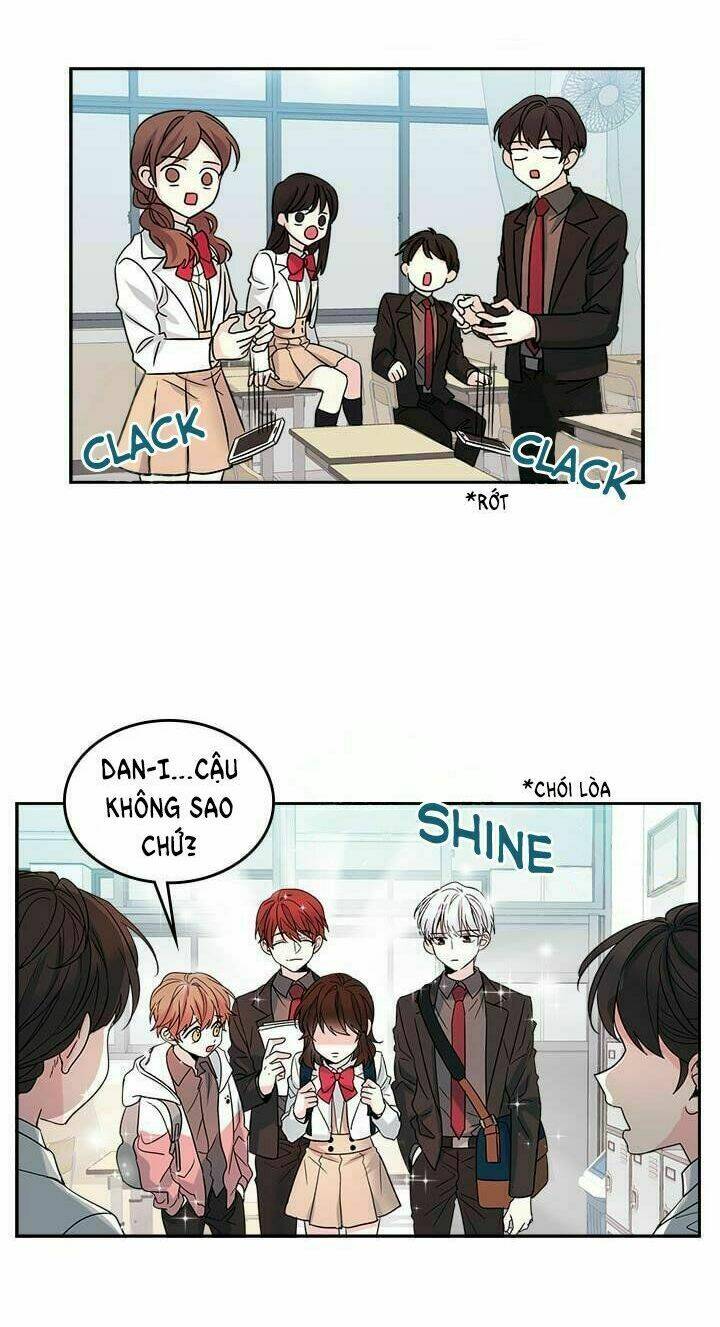 CLACK
CLACK
*RỚT
DAN-I...CẬU
KHÔNG SAO
CHỨ?
*CHÓI LÒA
SHINE